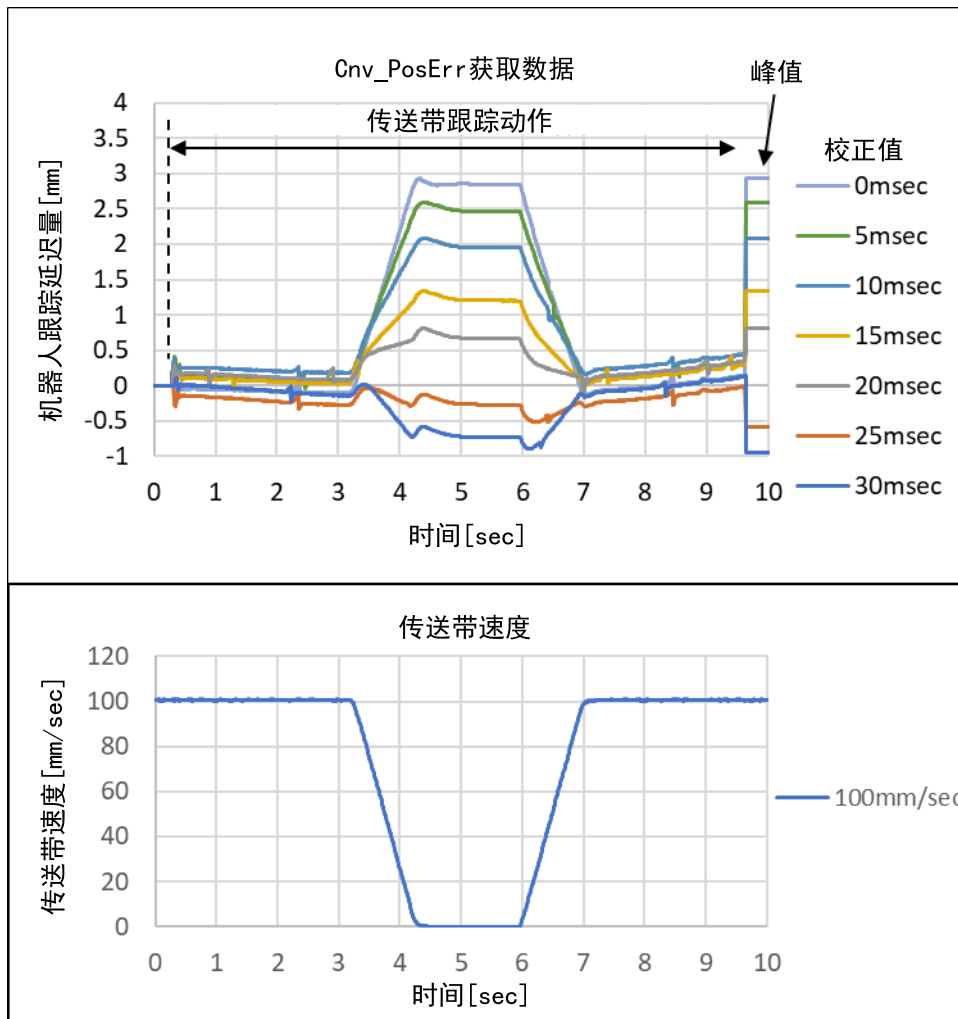 Cnv_PosErr获取数据
峰值
传送带跟踪动作
校正值
机器人跟踪延迟量[mm]
4
3.5
3
2.5
2
1.5
1
0.5
0
-0.5
-1
0msec
5msec
10msec
15msec
20msec
25msec
30msec
0 1 2 3 4 5 6 7 8 9 10
时间[sec]
传送带速度
传送带速度[mm/sec]
120
100
80
60
40
20
0
100mm/sec
0 1 2 3 4 5 6 7 8 9 10
时间[sec]